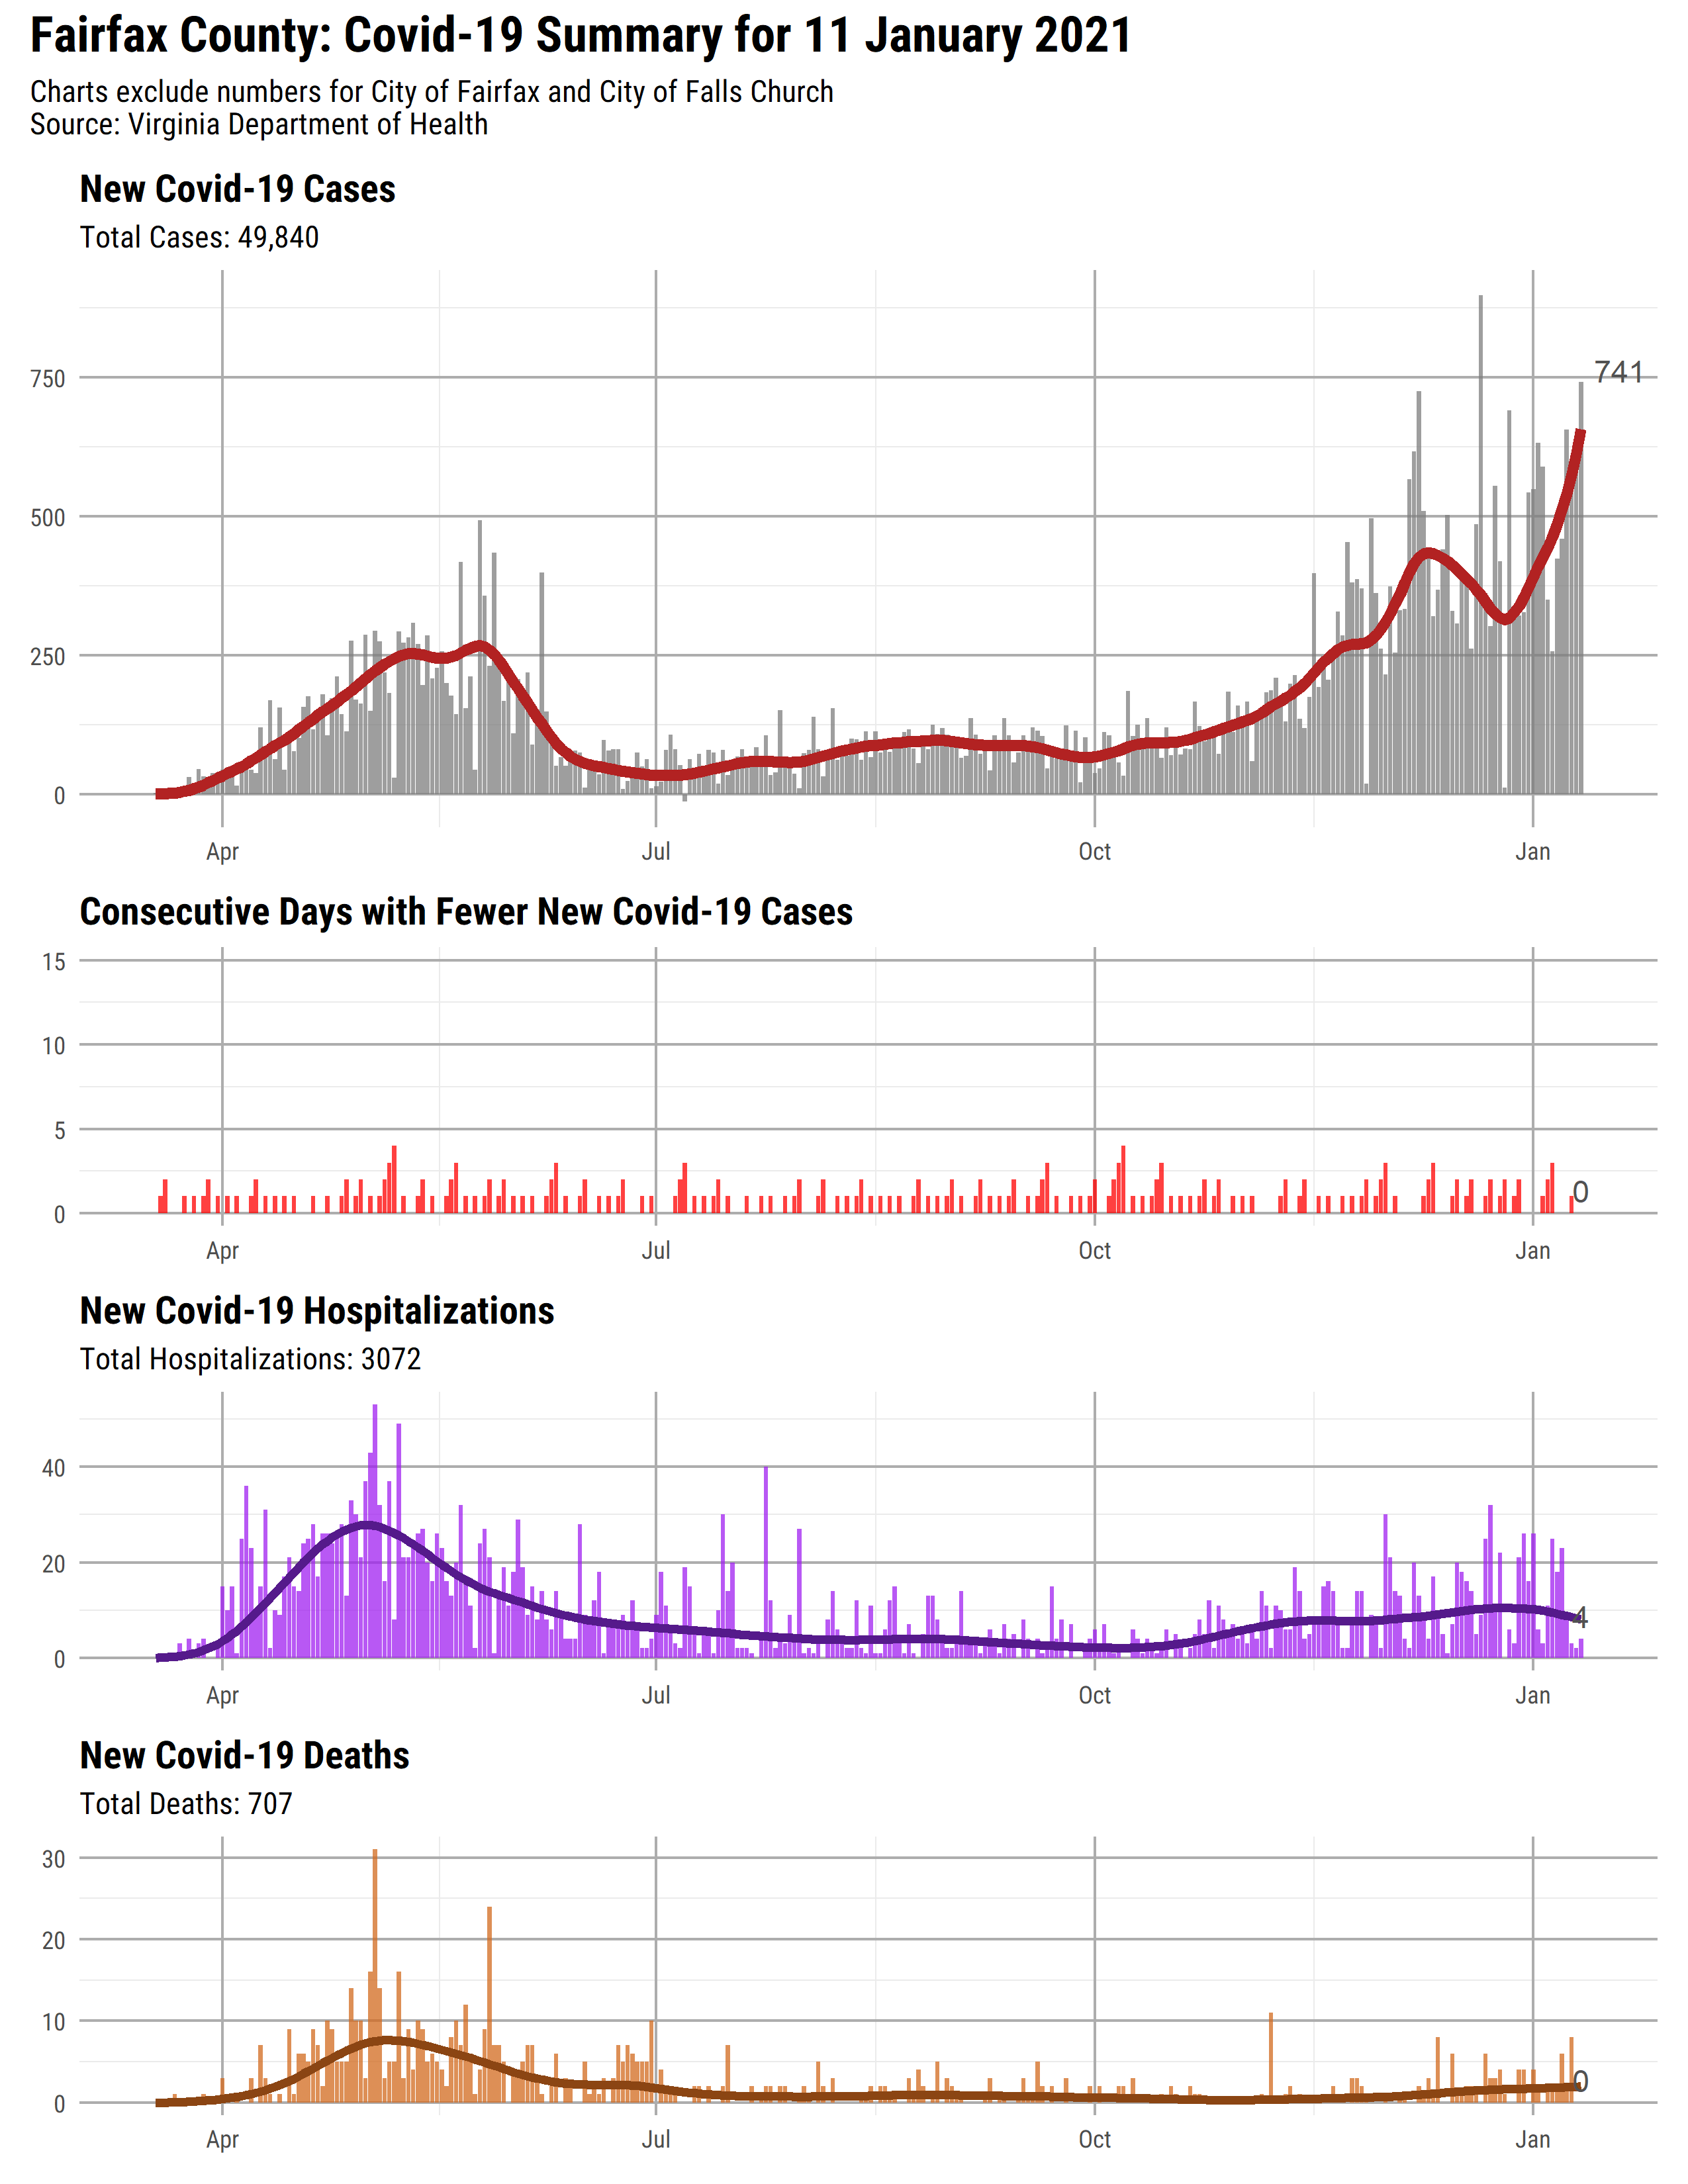 Fairfax County: Covid-19 Summary for 11 January 2021
Charts exclude numbers for City of Fairfax and City of Falls Church
Source: Virginia Department of Health
New Covid-19 Cases
Total Cases: 49,840
741
750
500
250
0
Apr Jul Oct Jan
Consecutive Days with Fewer New Covid-19 Cases
15
10
5
0
0
Apr Jul Oct Jan
New Covid-19 Hospitalizations
Total Hospitalizations: 3072
40
20
4
0
Apr Jul Oct Jan
New Covid-19 Deaths
Total Deaths: 707
30
20
10
0
0
Apr Jul Oct Jan